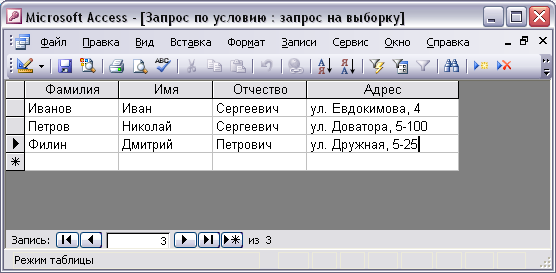 Microsoft Access - [Запрос по условию : запрос на выборку]
Файл Правка Вид Вставка Формат Записи Сервис Окно Справка
Фамилия Имя Отчество Адрес
Иванов Иван Сергеевич ул. Евдокимова, 4
Петров Николай Сергеевич ул. Доватора, 5-100
Филин Дмитрий Петрович ул. Дружная, 5-25
Запись: 3 из 3
Режим таблицы